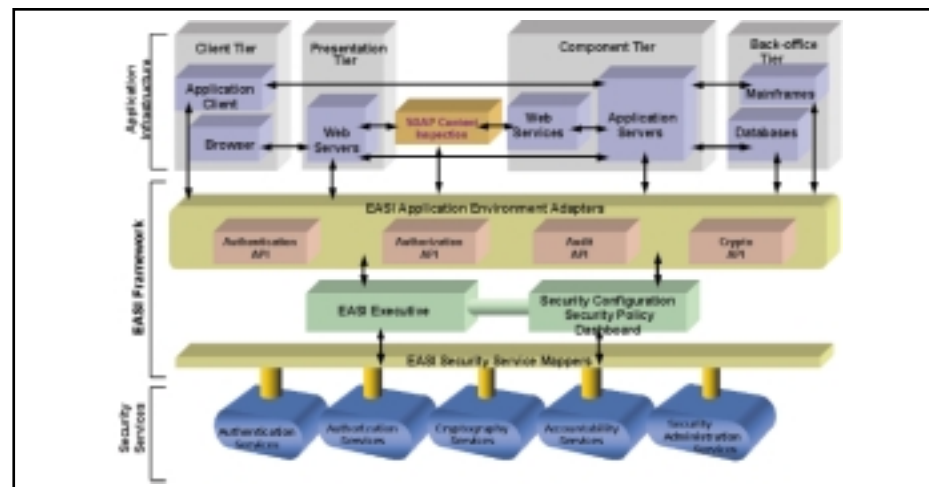 Application
Infrastructure
Client Tier
Presentation
Tier
Component Tier
Back-office
Tier
Application
Client
Browser
Web
Servers
SOAP Content
Inspection
Web
Services
Application
Servers
Mainframes
Databases
EASI Framework
EASI Application Environment Adapters
Authentication
API
Authorization
API
Audit
API
Crypto
API
EASI Executive
Security Configuration
Security Policy
Dashboard
EASI Security Service Mappers
Security
Services
Authentication
Services
Authorization
Services
Cryptography
Services
Accountability
Services
Security
Administration
Services